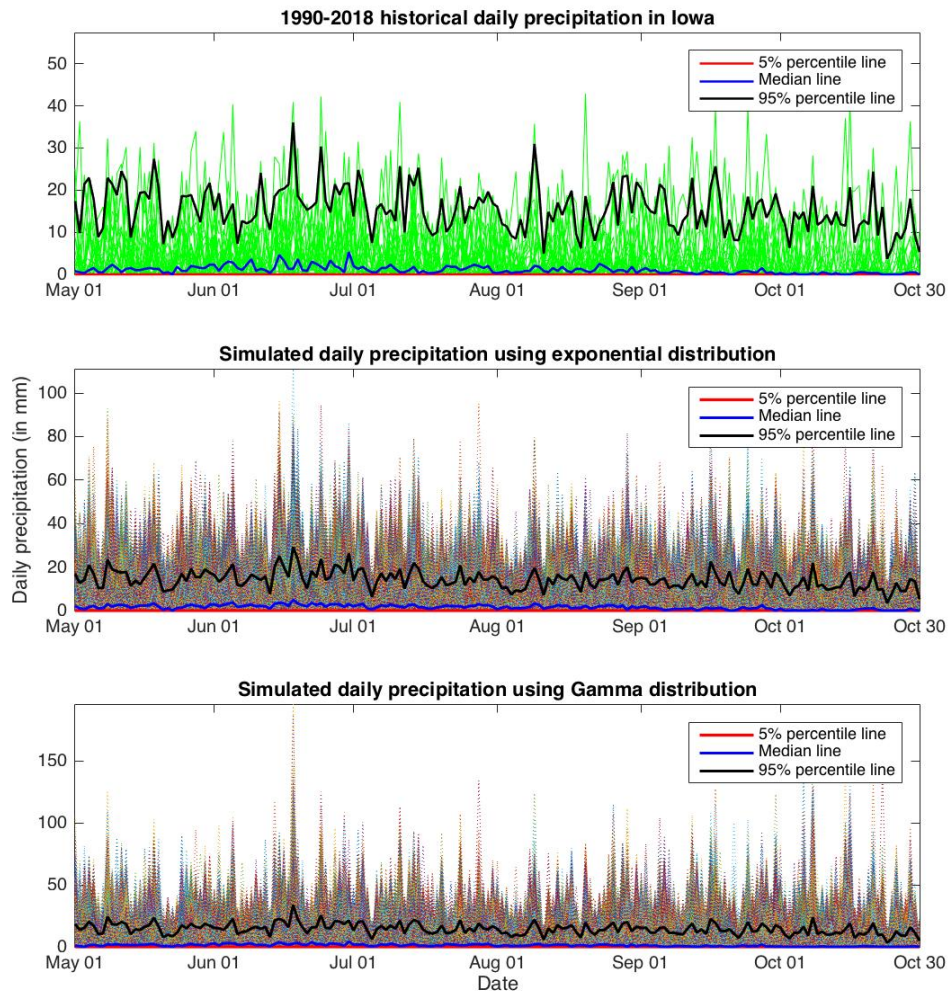 1990-2018 historical daily precipitation in Iowa
50
40
30
20
10
0
5% percentile line
Median line
95% percentile line
May 01 Jun 01 Jul 01 Aug 01 Sep 01 Oct 01 Oct 30
Simulated daily precipitation using exponential distribution
Daily precipitation (in mm)
100
80
60
40
20
0
5% percentile line
Median line
95% percentile line
May 01 Jun 01 Jul 01 Aug 01 Sep 01 Oct 01 Oct 30
Simulated daily precipitation using Gamma distribution
150
100
50
0
5% percentile line
Median line
95% percentile line
May 01 Jun 01 Jul 01 Aug 01 Sep 01 Oct 01 Oct 30
Date